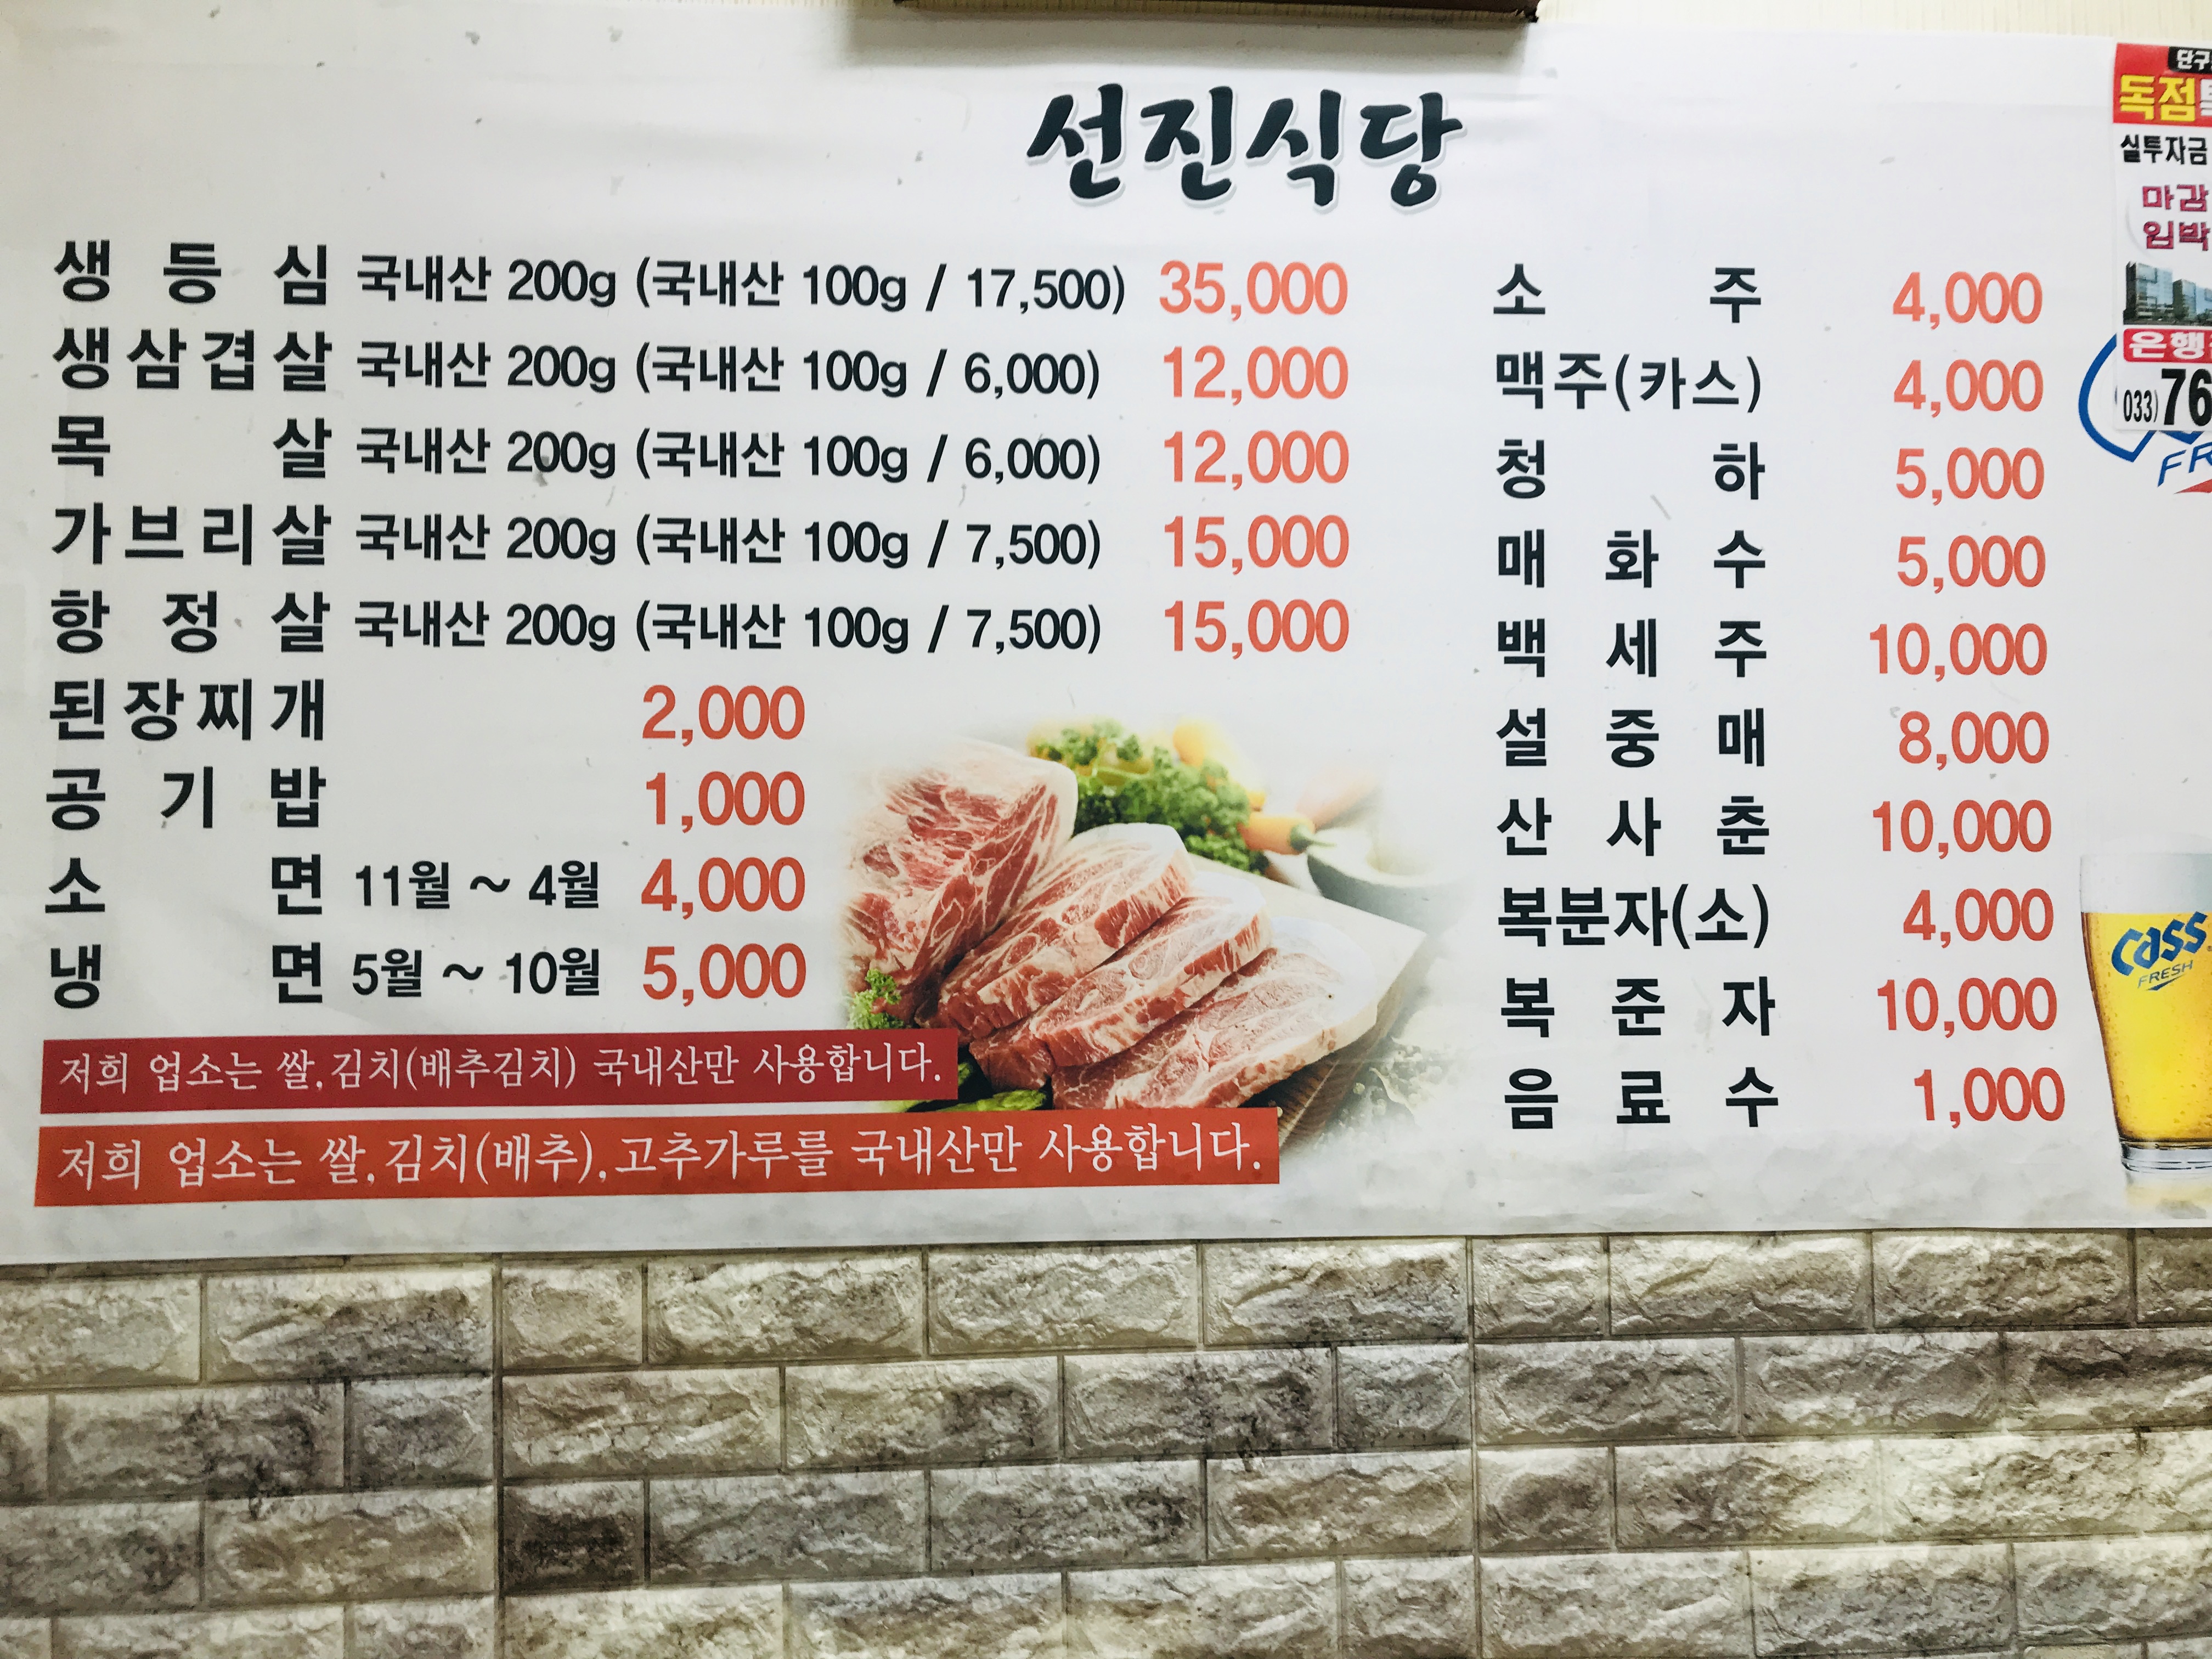 선진식당
생등심 국내산 200g (국내산 100g / 17,500) 35,000
생삼겹살 국내산 200g (국내산 100g / 6,000) 12,000
목살 국내산 200g (국내산 100g / 6,000) 12,000
가브리살 국내산 200g (국내산 100g / 7,500) 15,000
항정살 국내산 200g (국내산 100g / 7,500) 15,000
된장찌개 2,000
공기밥 1,000
소면 11월 ~ 4월 4,000
냉면 5월 ~ 10월 5,000
저희 업소는 쌀,김치(배추김치) 국내산만 사용합니다.
저희 업소는 쌀,김치(배추),고추가루를 국내산만 사용합니다.
소주 4,000
맥주(카스) 4,000
청하 5,000
매화수 5,000
백세주 10,000
설중매 8,000
산사춘 10,000
복분자(소) 4,000
복준자 10,000
음료수 1,000
단구
독점
실투자금
마감
임박
은행
033)76
FR
Cass
FRESH